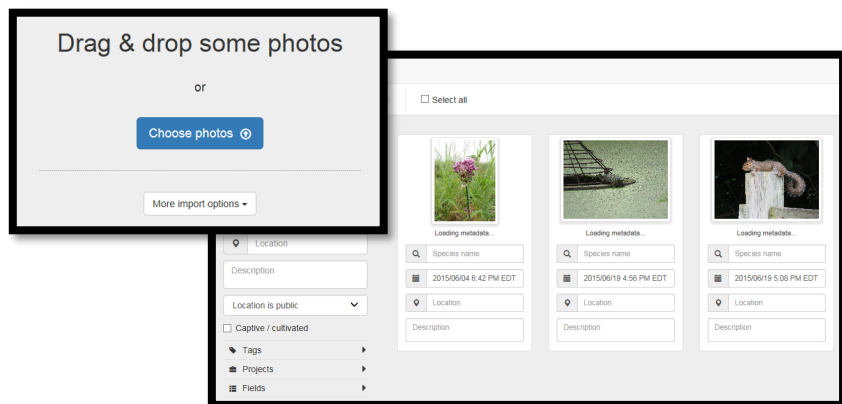 Drag & drop some photos
or
Choose photos
More import options
Select all
Location
Description
Location is public
Captive / cultivated
Tags
Projects
Fields
Loading metadata...
Species name
2015/06/04 6:42 PM EDT
Location
Description
Loading metadata...
Species name
2015/06/19 4:56 PM EDT
Location
Description
Loading metadata...
Species name
2015/06/19 5:08 PM EDT
Location
Description